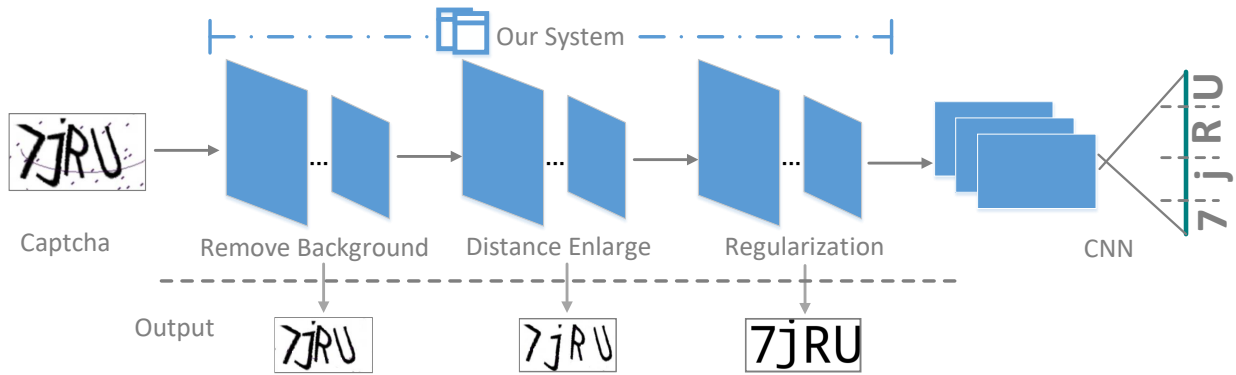 Our System
7jRU
...
...
...
U
R
j
7
Captcha
Remove Background
Distance Enlarge
Regularization
CNN
Output
7jRU
7jRU
7jRU